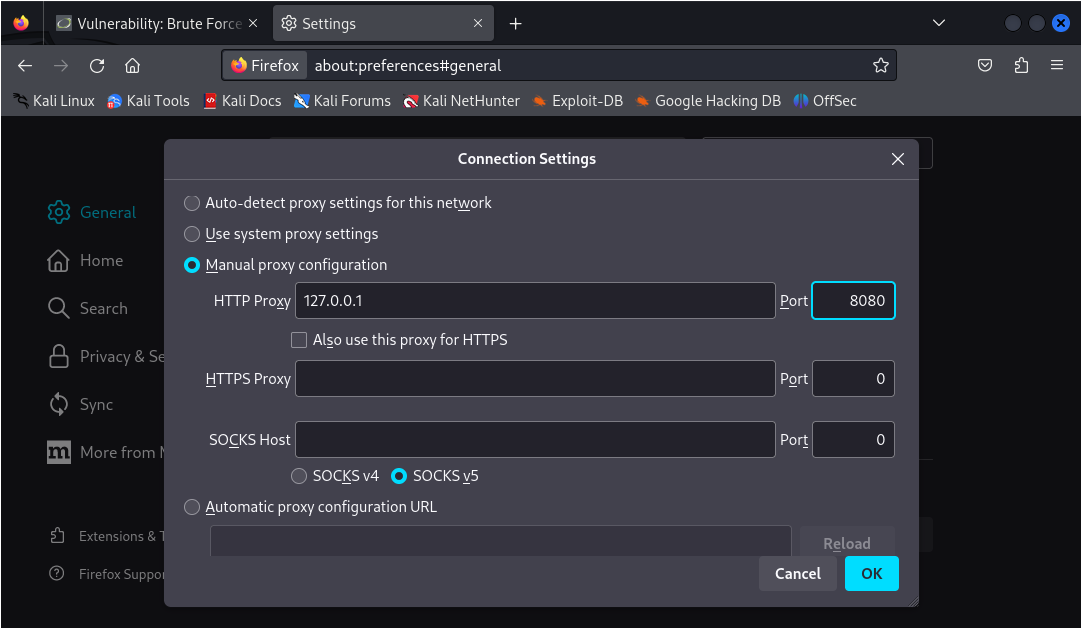 Vulnerability: Brute Force
Settings
Firefox about:preferences#general
Kali Linux Kali Tools Kali Docs Kali Forums Kali NetHunter Exploit-DB Google Hacking DB OffSec
Connection Settings
General
Home
Search
Privacy & Se
Sync
More from M
Extensions & T
Firefox Suppor
Auto-detect proxy settings for this network
Use system proxy settings
Manual proxy configuration
HTTP Proxy 127.0.0.1 Port 8080
Also use this proxy for HTTPS
HTTPS Proxy Port 0
SOCKS Host Port 0
SOCKS v4 SOCKS v5
Automatic proxy configuration URL
Reload
Cancel OK